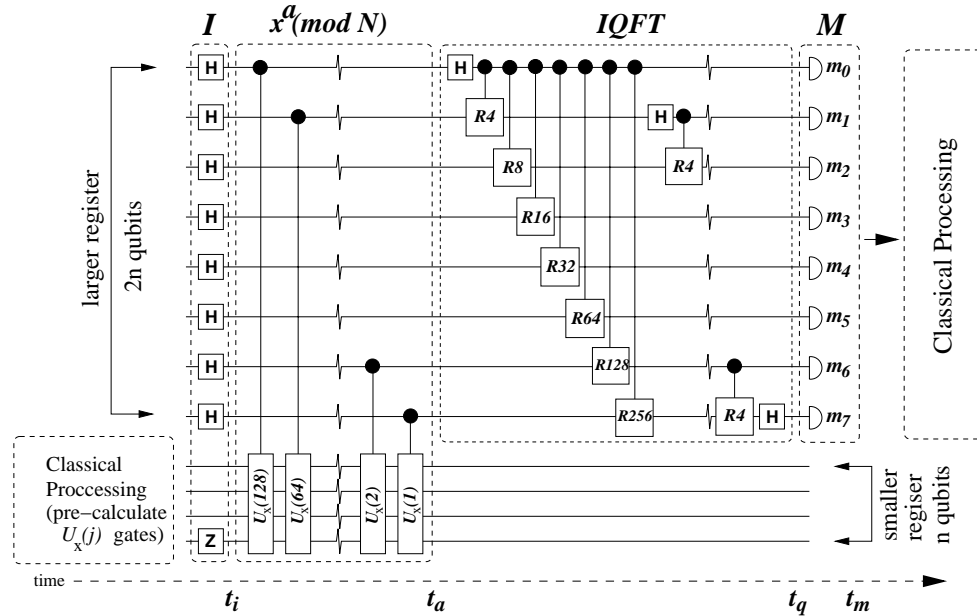 I x^a(mod N) IQFT M
H H m0
H R4 H m1
H R8 R4 m2
H R16 m3
H R32 m4
H R64 m5
H R128 m6
H R256 R4 H m7
larger register
2n qubits
Classical Processing
Classical
Proccessing
(pre−calculate
Ux(j) gates)
Ux(128) Ux(64) Ux(2) Ux(1)
Z
smaller
regiser
n qubits
time
ti ta tq tm